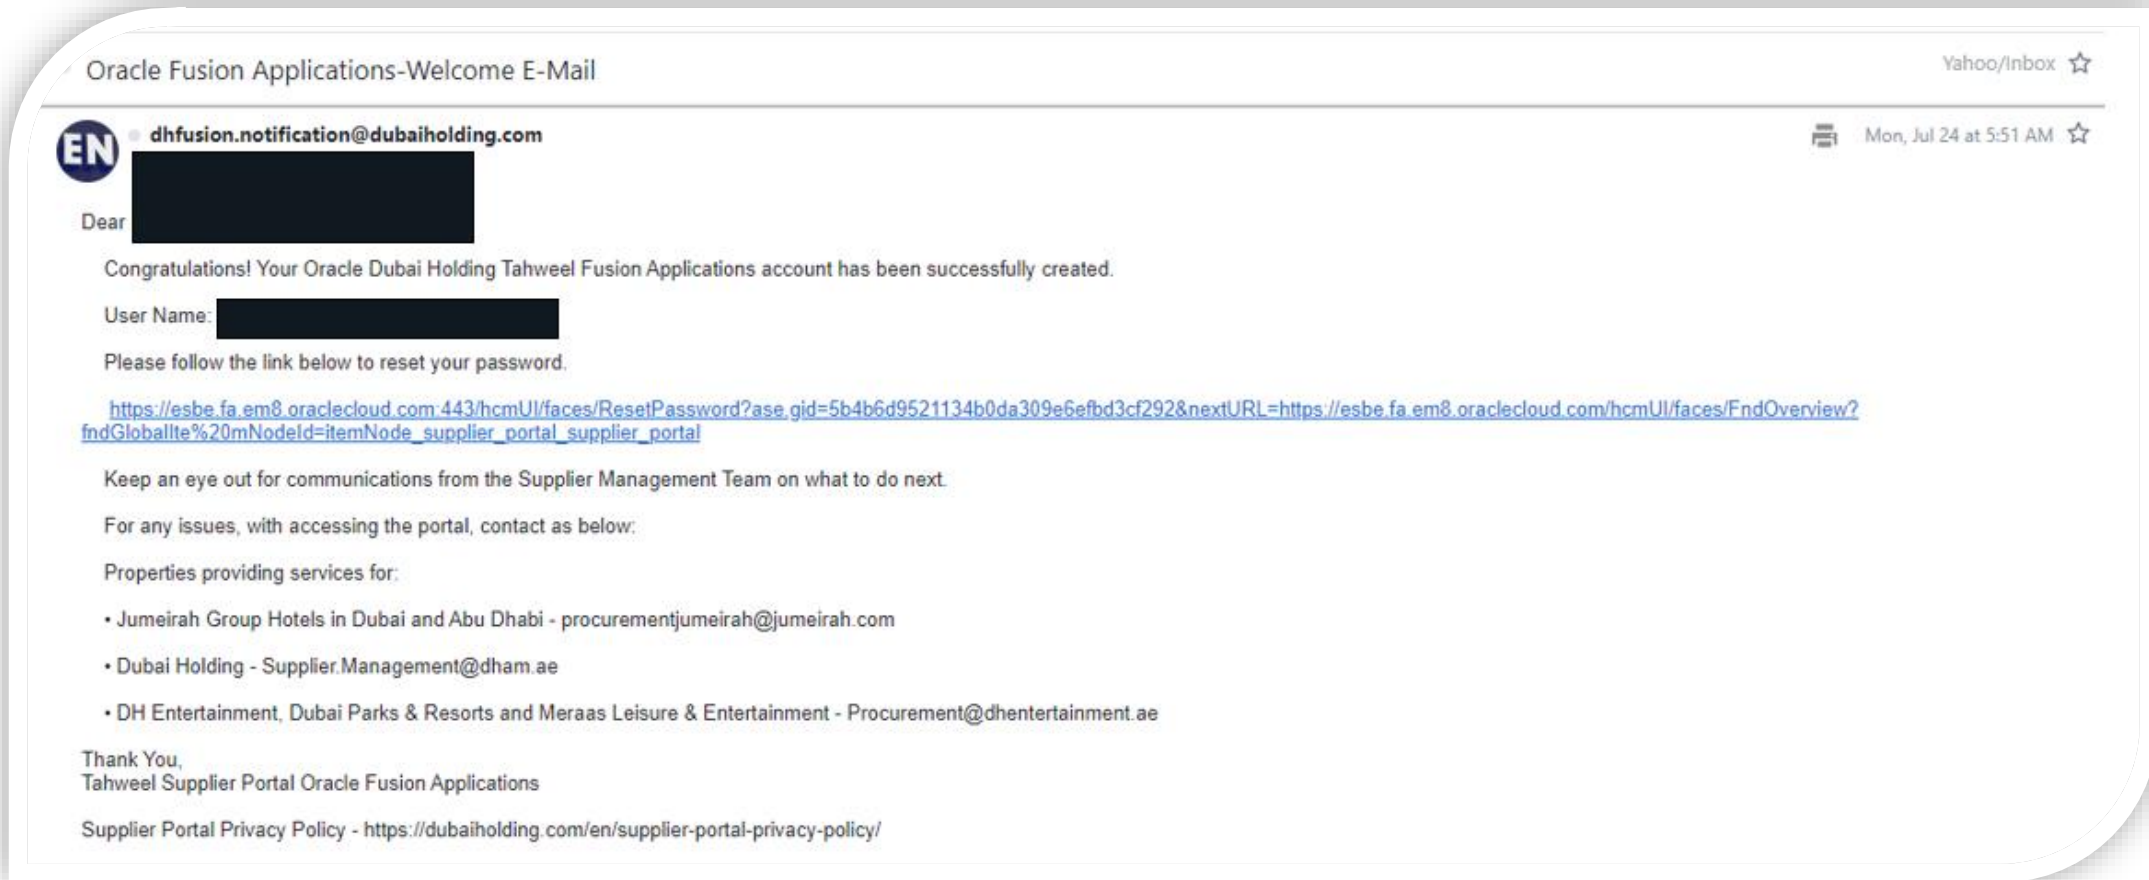 Oracle Fusion Applications-Welcome E-Mail
Yahoo/Inbox
EN
dhfusion.notification@dubaiholding.com
Mon, Jul 24 at 5:51 AM
Dear
Congratulations! Your Oracle Dubai Holding Tahweel Fusion Applications account has been successfully created.
User Name:
Please follow the link below to reset your password.
https://esbe.fa.em8.oraclecloud.com:443/hcmUI/faces/ResetPassword?ase.gid=5b4b6d9521134b0da309e6efbd3cf292&nextURL=https://esbe.fa.em8.oraclecloud.com/hcmUI/faces/FndOverview?
fndGlobalIte%20mNodeId=itemNode_supplier_portal_supplier_portal
Keep an eye out for communications from the Supplier Management Team on what to do next.
For any issues, with accessing the portal, contact as below:
Properties providing services for:
• Jumeirah Group Hotels in Dubai and Abu Dhabi - procurementjumeirah@jumeirah.com
• Dubai Holding - Supplier.Management@dham.ae
• DH Entertainment, Dubai Parks & Resorts and Meraas Leisure & Entertainment - Procurement@dhentertainment.ae
Thank You,
Tahweel Supplier Portal Oracle Fusion Applications
Supplier Portal Privacy Policy - https://dubaiholding.com/en/supplier-portal-privacy-policy/